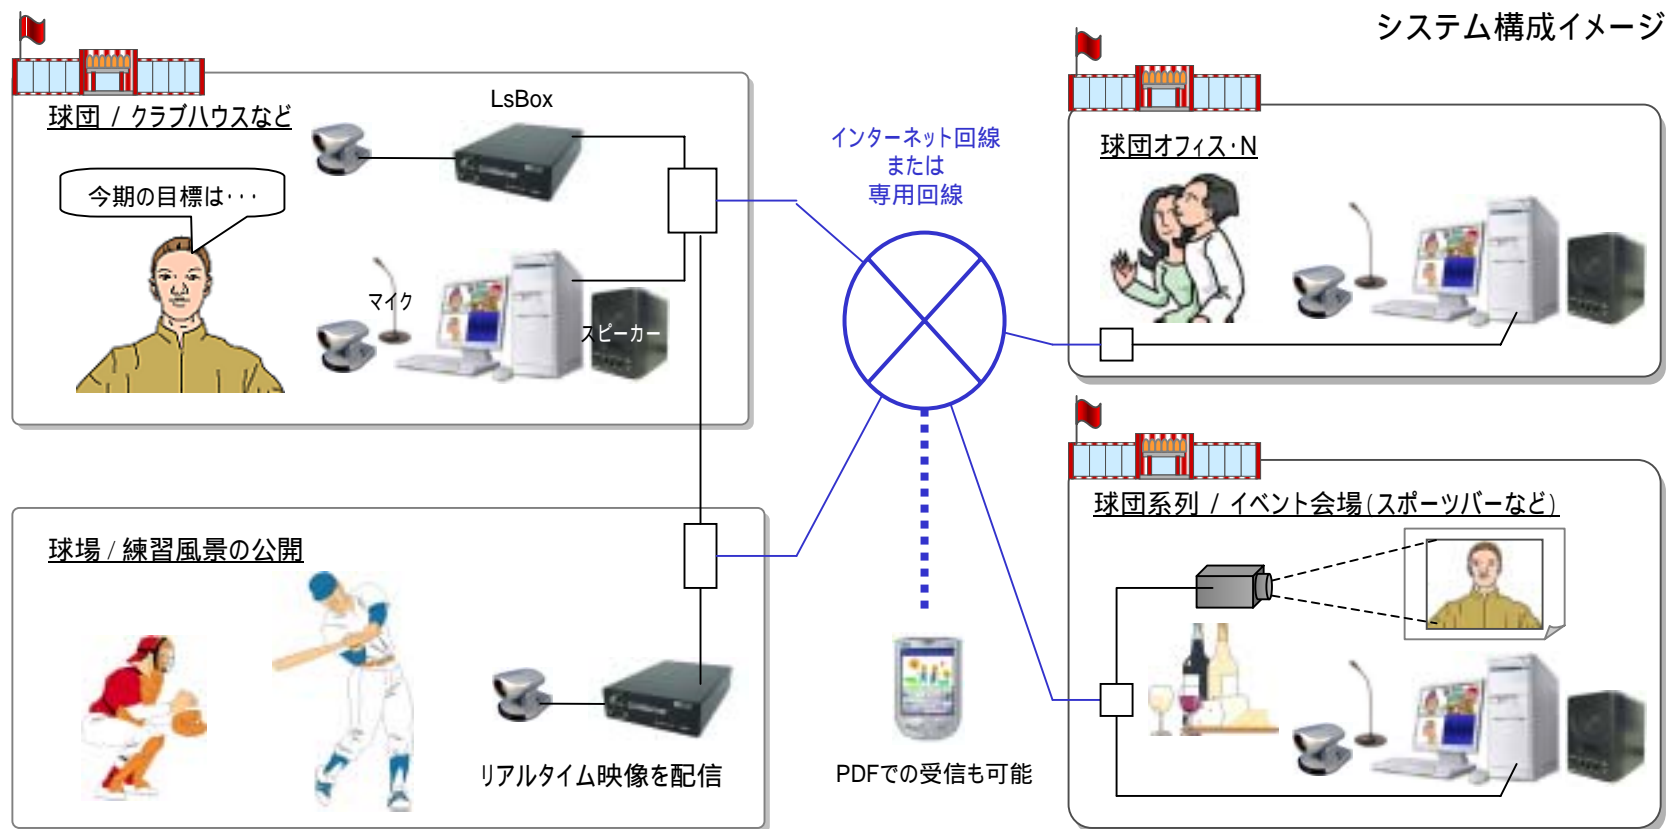 システム構成イメージ
球団 / クラブハウスなど
LsBox
今期の目標は・・・
マイク
スピーカー
インターネット回線
または
専用回線
球団オフィス・N
球場 / 練習風景の公開
リアルタイム映像を配信
PDFでの受信も可能
球団系列 / イベント会場(スポーツバーなど)